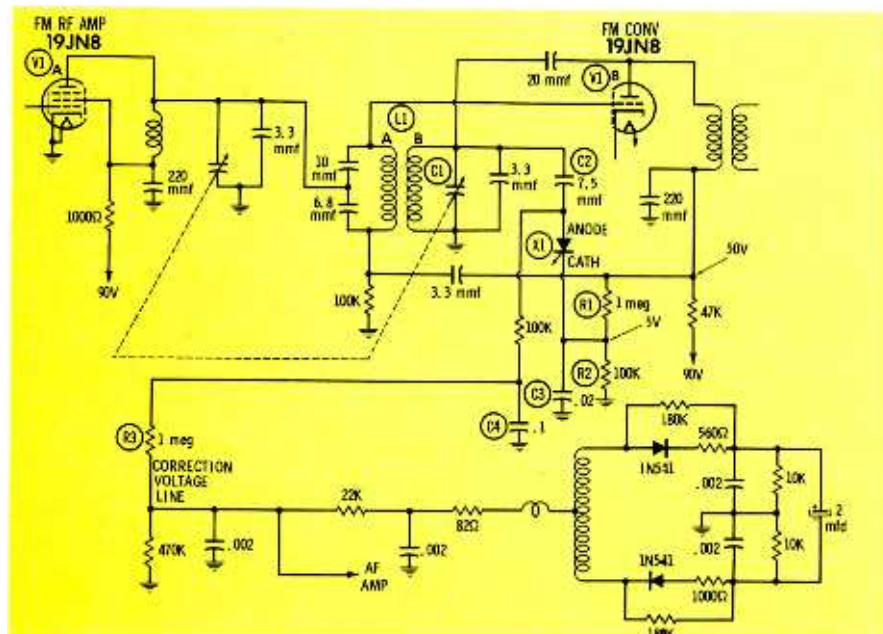 FM RF AMP
19JN8
V1 A
FM CONV
19JN8
V1 B
20 mmf
3.3 mmf
220 mmf
1000Ω
90V
L1
A B
10 mmf
6.8 mmf
C1
3.3 mmf
C2
7.5 mmf
220 mmf
X1
ANODE
CATH
50V
3.3 mmf
100K
R1
1 meg
5V
47K
90V
100K
R2
100K
C3
.02
C4
.1
R3
1 meg
CORRECTION VOLTAGE LINE
180K
560Ω
1N541
.002
10K
2 mfd
22K
82Ω
470K
.002
.002
AF AMP
.002
10K
1N541
1000Ω
180K